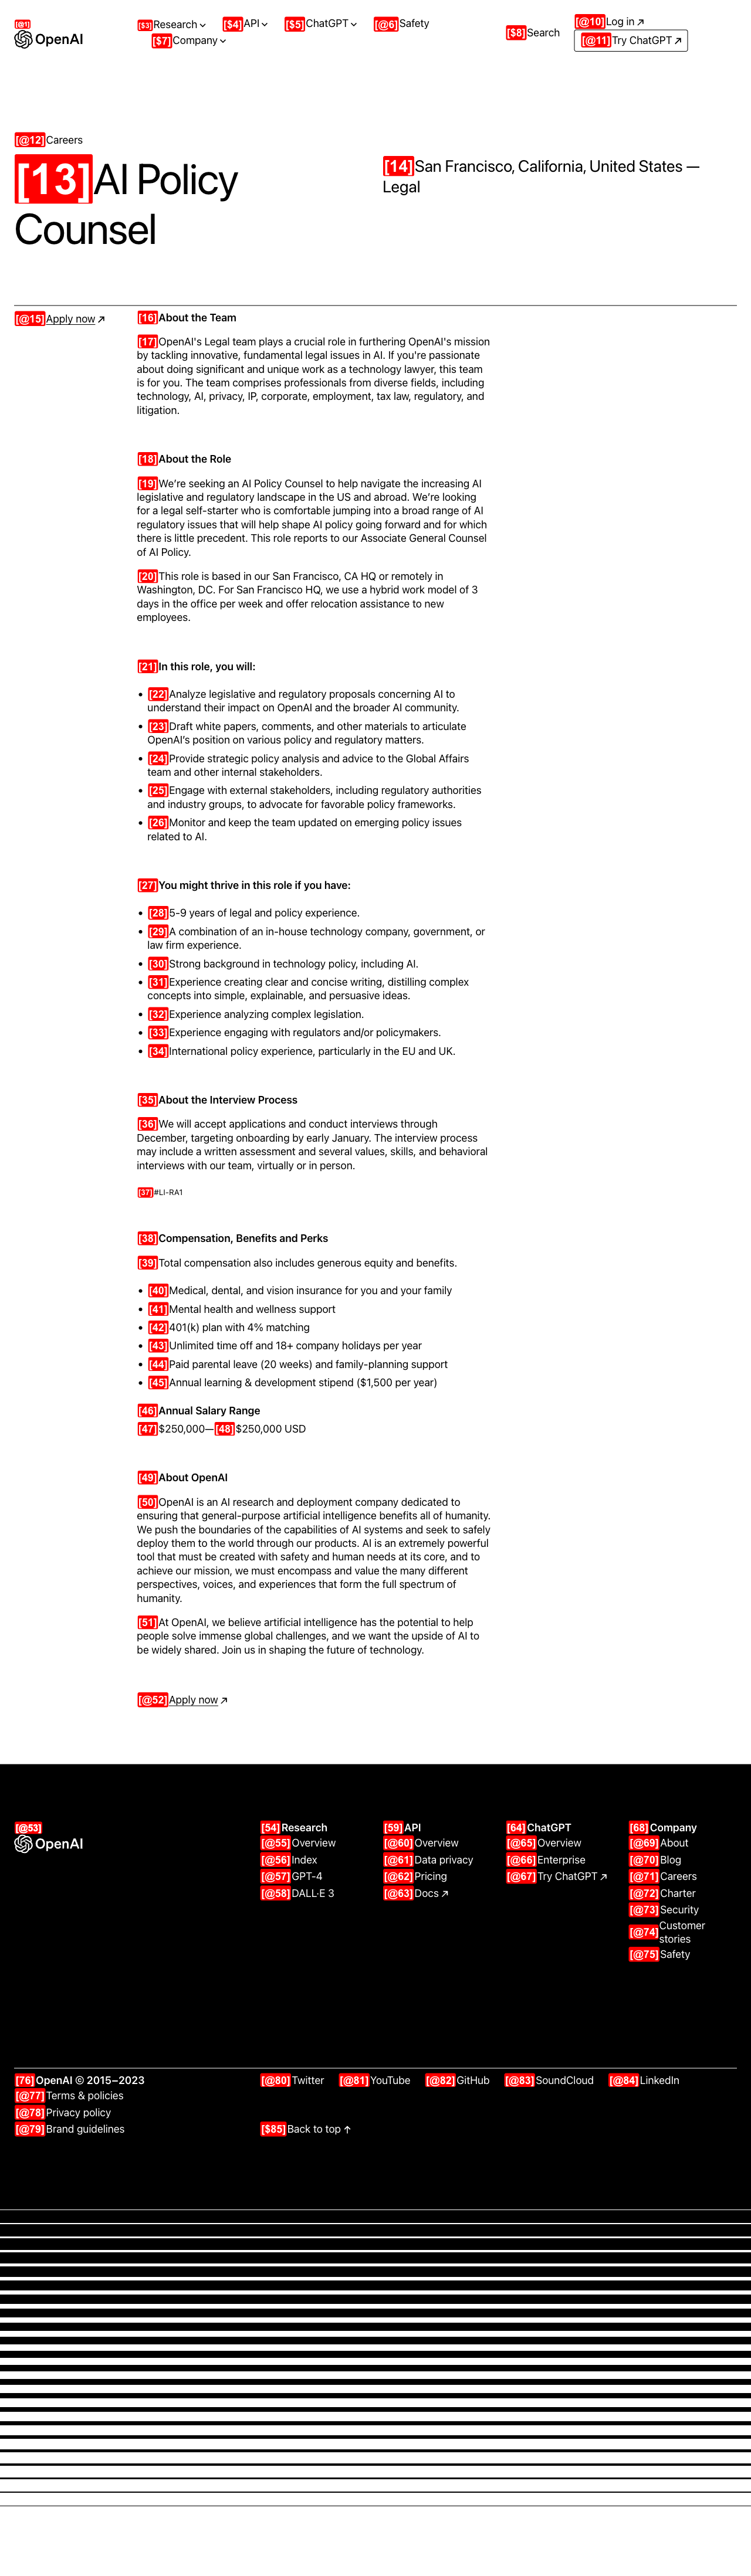 [@1]
OpenAI
[$3]Research
[$4]API
[$5]ChatGPT
[@6]Safety
[$7]Company
[$8]Search
[@10]Log in ↗
[@11]Try ChatGPT ↗
[@12]Careers
[13]AI Policy
Counsel
[14]San Francisco, California, United States —
Legal
[@15]Apply now ↗
[16]About the Team
[17]OpenAI's Legal team plays a crucial role in furthering OpenAI's mission
by tackling innovative, fundamental legal issues in AI. If you're passionate
about doing significant and unique work as a technology lawyer, this team
is for you. The team comprises professionals from diverse fields, including
technology, AI, privacy, IP, corporate, employment, tax law, regulatory, and
litigation.
[18]About the Role
[19]We’re seeking an AI Policy Counsel to help navigate the increasing AI
legislative and regulatory landscape in the US and abroad. We’re looking
for a legal self-starter who is comfortable jumping into a broad range of AI
regulatory issues that will help shape AI policy going forward and for which
there is little precedent. This role reports to our Associate General Counsel
of AI Policy.
[20]This role is based in our San Francisco, CA HQ or remotely in
Washington, DC. For San Francisco HQ, we use a hybrid work model of 3
days in the office per week and offer relocation assistance to new
employees.
[21]In this role, you will:
• [22]Analyze legislative and regulatory proposals concerning AI to
understand their impact on OpenAI and the broader AI community.
• [23]Draft white papers, comments, and other materials to articulate
OpenAI’s position on various policy and regulatory matters.
• [24]Provide strategic policy analysis and advice to the Global Affairs
team and other internal stakeholders.
• [25]Engage with external stakeholders, including regulatory authorities
and industry groups, to advocate for favorable policy frameworks.
• [26]Monitor and keep the team updated on emerging policy issues
related to AI.
[27]You might thrive in this role if you have:
• [28]5-9 years of legal and policy experience.
• [29]A combination of an in-house technology company, government, or
law firm experience.
• [30]Strong background in technology policy, including AI.
• [31]Experience creating clear and concise writing, distilling complex
concepts into simple, explainable, and persuasive ideas.
• [32]Experience analyzing complex legislation.
• [33]Experience engaging with regulators and/or policymakers.
• [34]International policy experience, particularly in the EU and UK.
[35]About the Interview Process
[36]We will accept applications and conduct interviews through
December, targeting onboarding by early January. The interview process
may include a written assessment and several values, skills, and behavioral
interviews with our team, virtually or in person.
[37]#LI-RA1
[38]Compensation, Benefits and Perks
[39]Total compensation also includes generous equity and benefits.
• [40]Medical, dental, and vision insurance for you and your family
• [41]Mental health and wellness support
• [42]401(k) plan with 4% matching
• [43]Unlimited time off and 18+ company holidays per year
• [44]Paid parental leave (20 weeks) and family-planning support
• [45]Annual learning & development stipend ($1,500 per year)
[46]Annual Salary Range
[47]$250,000—[48]$250,000 USD
[49]About OpenAI
[50]OpenAI is an AI research and deployment company dedicated to
ensuring that general-purpose artificial intelligence benefits all of humanity.
We push the boundaries of the capabilities of AI systems and seek to safely
deploy them to the world through our products. AI is an extremely powerful
tool that must be created with safety and human needs at its core, and to
achieve our mission, we must encompass and value the many different
perspectives, voices, and experiences that form the full spectrum of
humanity.
[51]At OpenAI, we believe artificial intelligence has the potential to help
people solve immense global challenges, and we want the upside of AI to
be widely shared. Join us in shaping the future of technology.
[@52]Apply now ↗
[@53]
OpenAI
[54]Research
[@55]Overview
[@56]Index
[@57]GPT-4
[@58]DALL·E 3
[59]API
[@60]Overview
[@61]Data privacy
[@62]Pricing
[@63]Docs ↗
[64]ChatGPT
[@65]Overview
[@66]Enterprise
[@67]Try ChatGPT ↗
[68]Company
[@69]About
[@70]Blog
[@71]Careers
[@72]Charter
[@73]Security
[@74]Customer
stories
[@75]Safety
[76]OpenAI © 2015–2023
[@77]Terms & policies
[@78]Privacy policy
[@79]Brand guidelines
[@80]Twitter
[@81]YouTube
[@82]GitHub
[@83]SoundCloud
[@84]LinkedIn
[$85]Back to top ↑